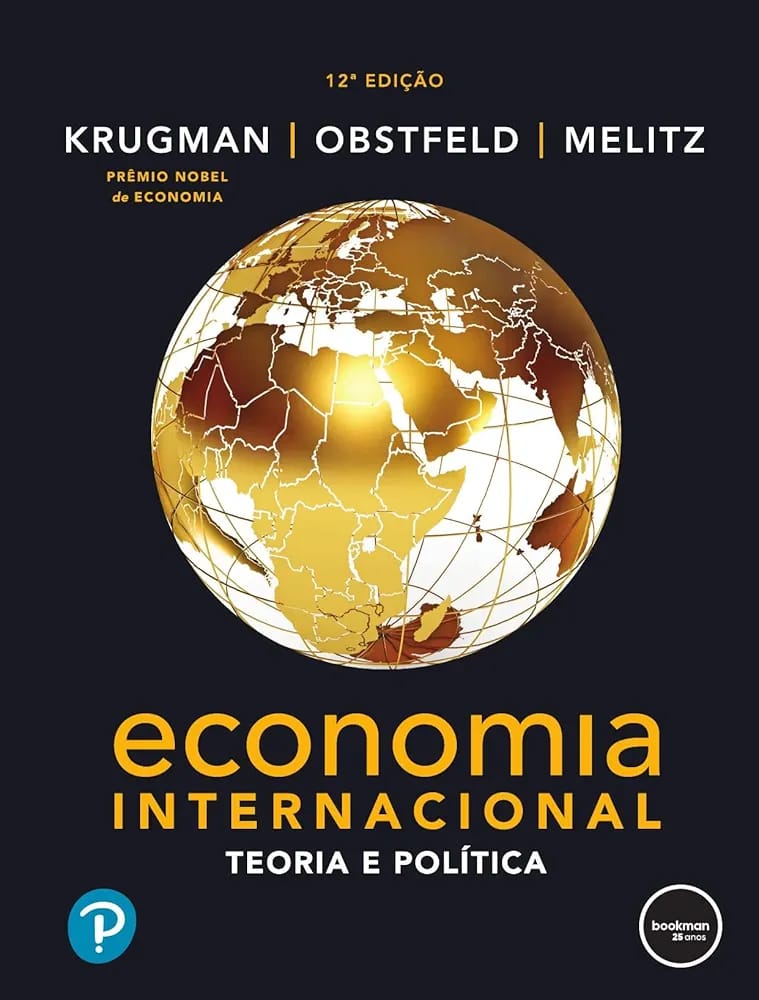 12ª EDIÇÃO
KRUGMAN | OBSTFELD | MELITZ
PRÊMIO NOBEL
de ECONOMIA
economia
INTERNACIONAL
TEORIA E POLÍTICA
P
bookman
25 anos